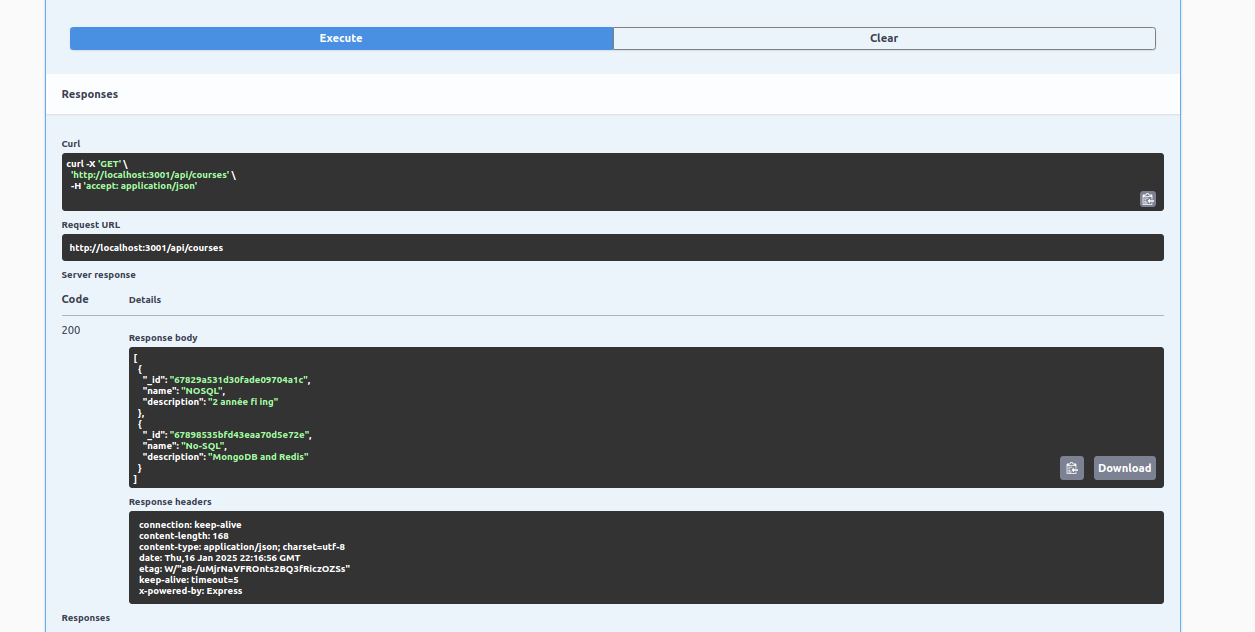 Execute
Clear
Responses
Curl
curl -X 'GET' \
'http://localhost:3001/api/courses' \
-H 'accept: application/json'
Request URL
http://localhost:3001/api/courses
Server response
Code
Details
200
Response body
[
{
"_id": "67829a531d30fade09704a1c",
"name": "NOSQL",
"description": "2 année fi ing"
},
{
"_id": "67898535bfd43eaa70d5e72e",
"name": "No-SQL",
"description": "MongoDB and Redis"
}
]
Download
Response headers
connection: keep-alive
content-length: 168
content-type: application/json; charset=utf-8
date: Thu,16 Jan 2025 22:16:56 GMT
etag: W/"a8-/uMjrNaVFROnts2BQ3fRiczOZSs"
keep-alive: timeout=5
x-powered-by: Express
Responses